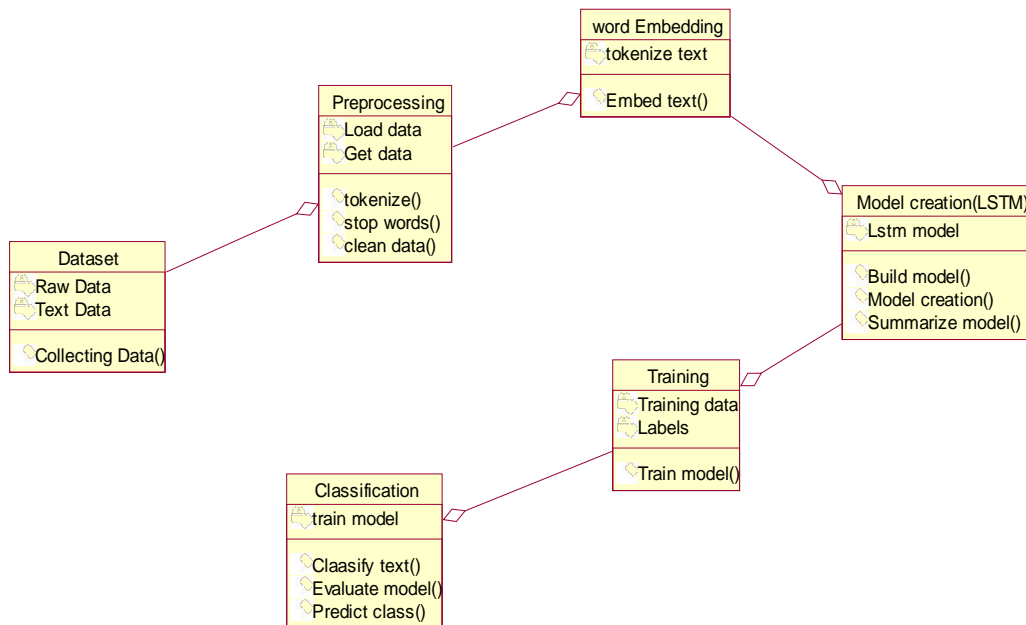 word Embedding
tokenize text
Embed text()
Preprocessing
Load data
Get data
tokenize()
stop words()
clean data()
Model creation(LSTM)
Lstm model
Build model()
Model creation()
Summarize model()
Dataset
Raw Data
Text Data
Collecting Data()
Training
Training data
Labels
Train model()
Classification
train model
Claasify text()
Evaluate model()
Predict class()